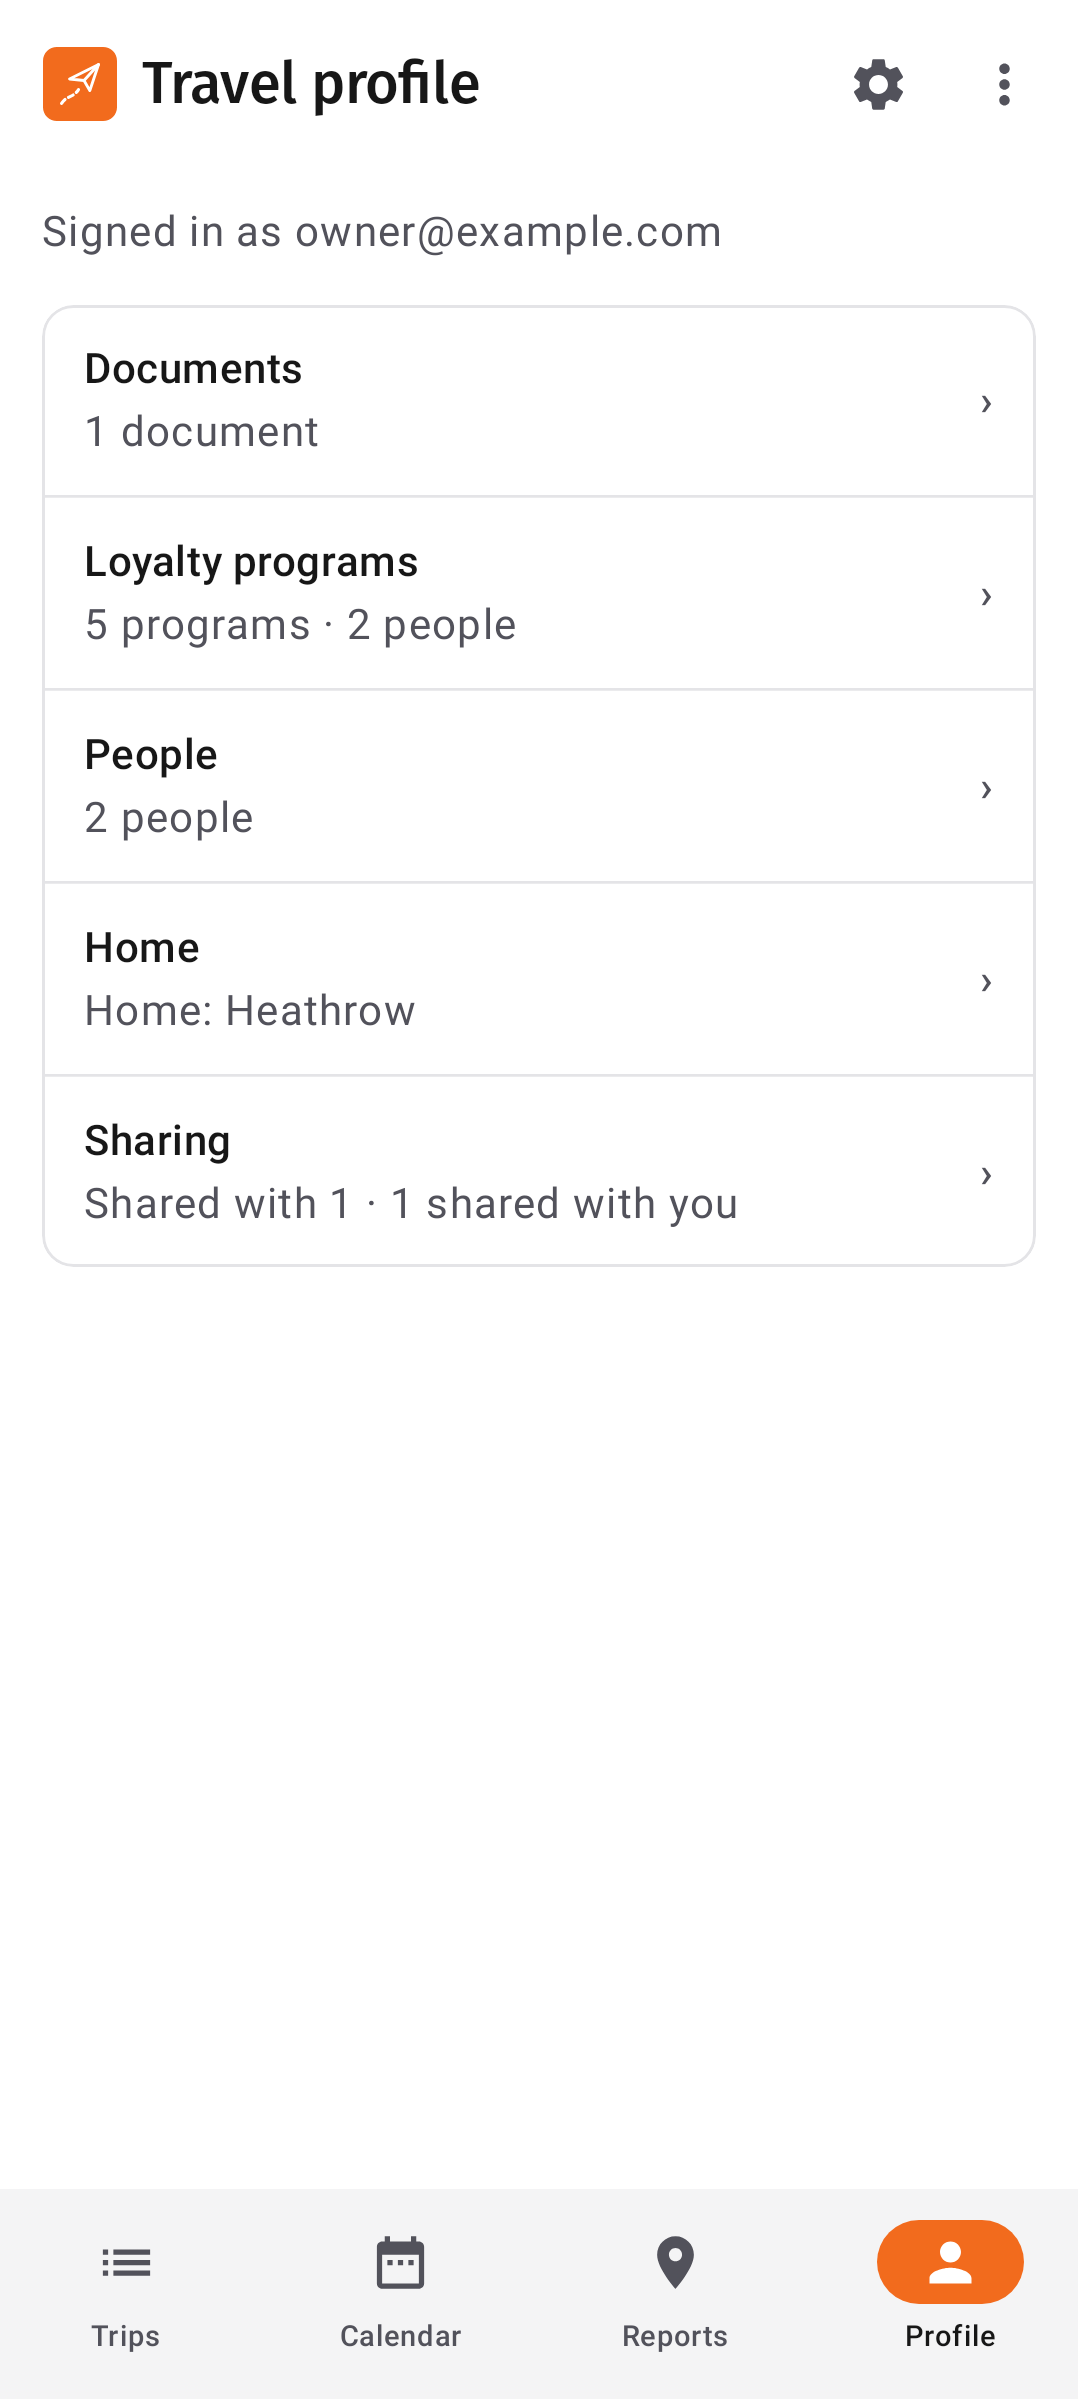 Travel profile
Signed in as owner@example.com
Documents
1 document
›
Loyalty programs
5 programs · 2 people
›
People
2 people
›
Home
Home: Heathrow
›
Sharing
Shared with 1 · 1 shared with you
›
Trips
Calendar
Reports
Profile